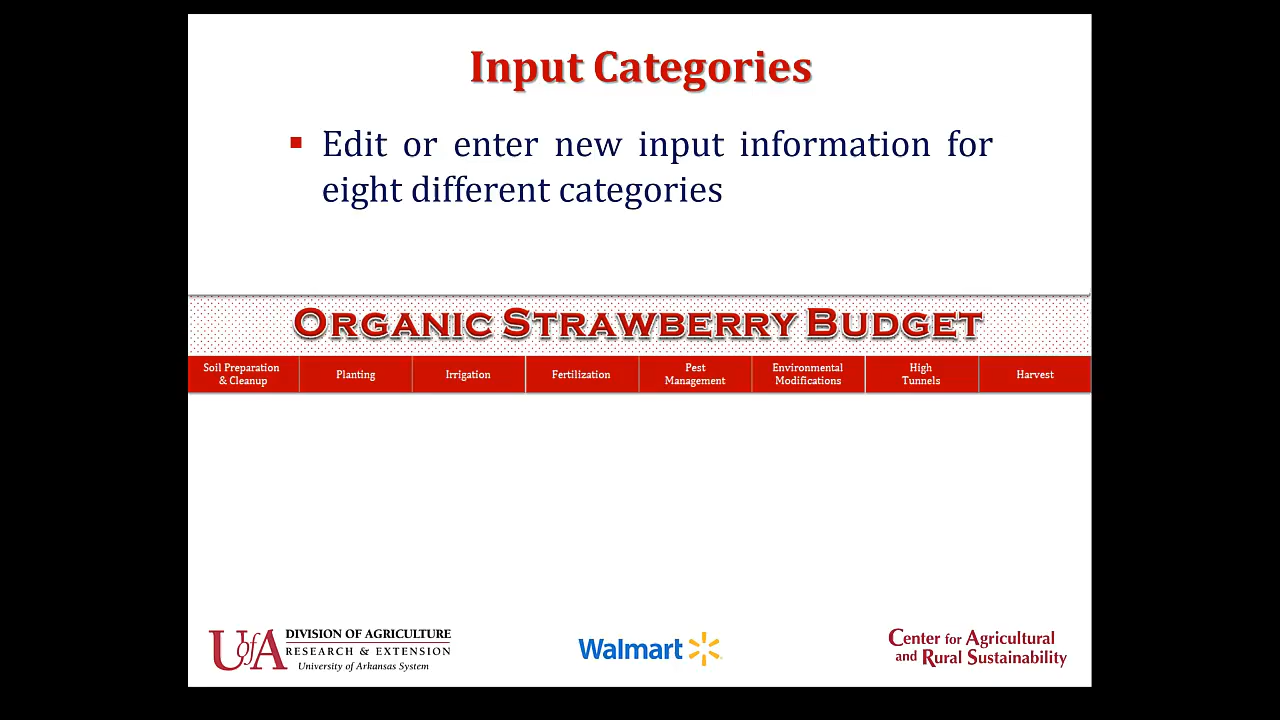 Input Categories
Edit or enter new input information for
eight different categories
ORGANIC STRAWBERRY BUDGET
Soil Preparation
& Cleanup
Planting
Irrigation
Fertilization
Pest
Management
Environmental
Modifications
High
Tunnels
Harvest
UofA
DIVISION OF AGRICULTURE
RESEARCH & EXTENSION
University of Arkansas System
Walmart
Center for Agricultural
and Rural Sustainability